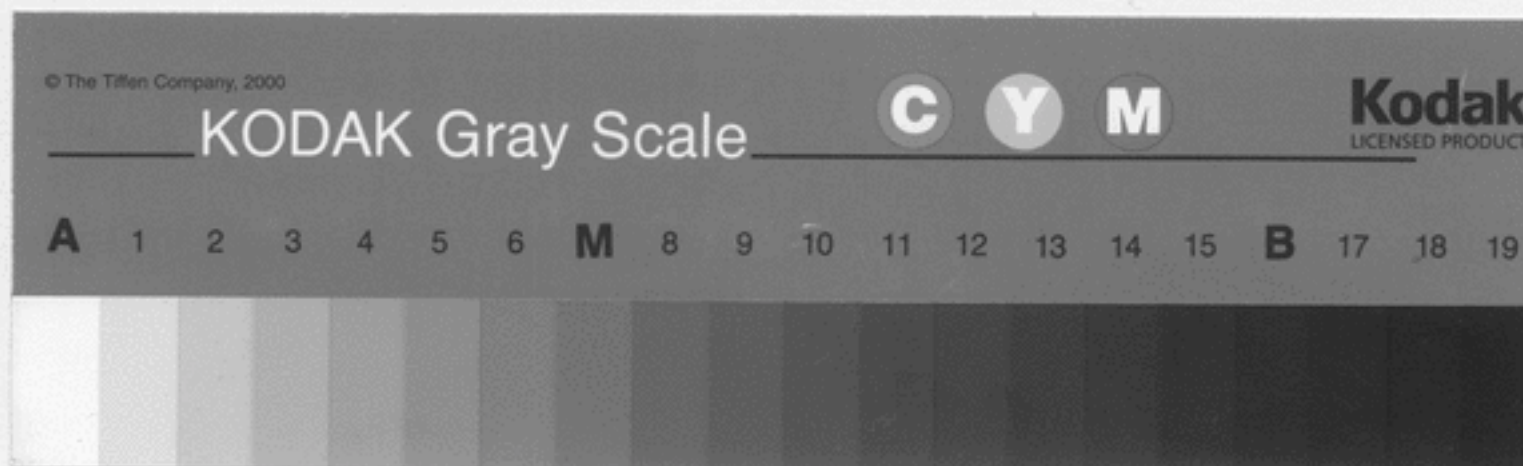 © The Tiffen Company, 2000
KODAK Gray Scale
C Y M
Kodak
LICENSED PRODUCT
A 1 2 3 4 5 6 M 8 9 10 11 12 13 14 15 B 17 18 19